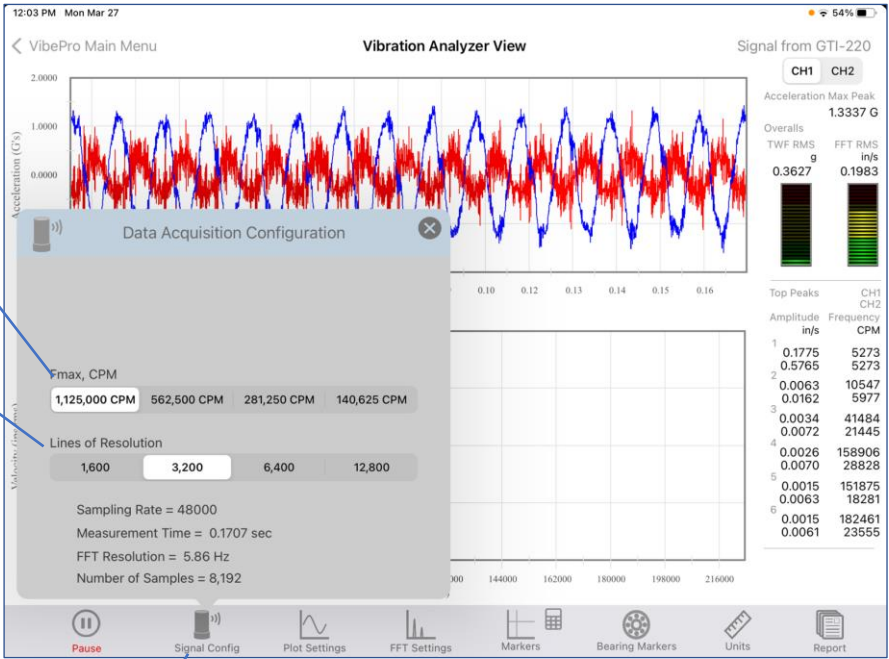 12:03 PM Mon Mar 27
54%
VibePro Main Menu
Vibration Analyzer View
Signal from GTI-220
CH1 CH2
Acceleration Max Peak
1.3337 G
Overalls
TWF RMS FFT RMS
g in/s
0.3627 0.1983
2.0000
1.0000
0.0000
Acceleration (G's)
0.10 0.12 0.13 0.14 0.15 0.16
Data Acquisition Configuration
Fmax, CPM
1,125,000 CPM 562,500 CPM 281,250 CPM 140,625 CPM
Lines of Resolution
1,600 3,200 6,400 12,800
Sampling Rate = 48000
Measurement Time = 0.1707 sec
FFT Resolution = 5.86 Hz
Number of Samples = 8,192
144000 162000 180000 198000 216000
Top Peaks CH1
CH2
Amplitude Frequency
in/s CPM
1
0.1775 5273
0.5765 5273
2
0.0063 10547
0.0162 5977
3
0.0034 41484
0.0072 21445
4
0.0026 158906
0.0070 28828
5
0.0015 151875
0.0063 18281
6
0.0015 182461
0.0061 23555
Pause
Signal Config
Plot Settings
FFT Settings
Markers
Bearing Markers
Units
Report